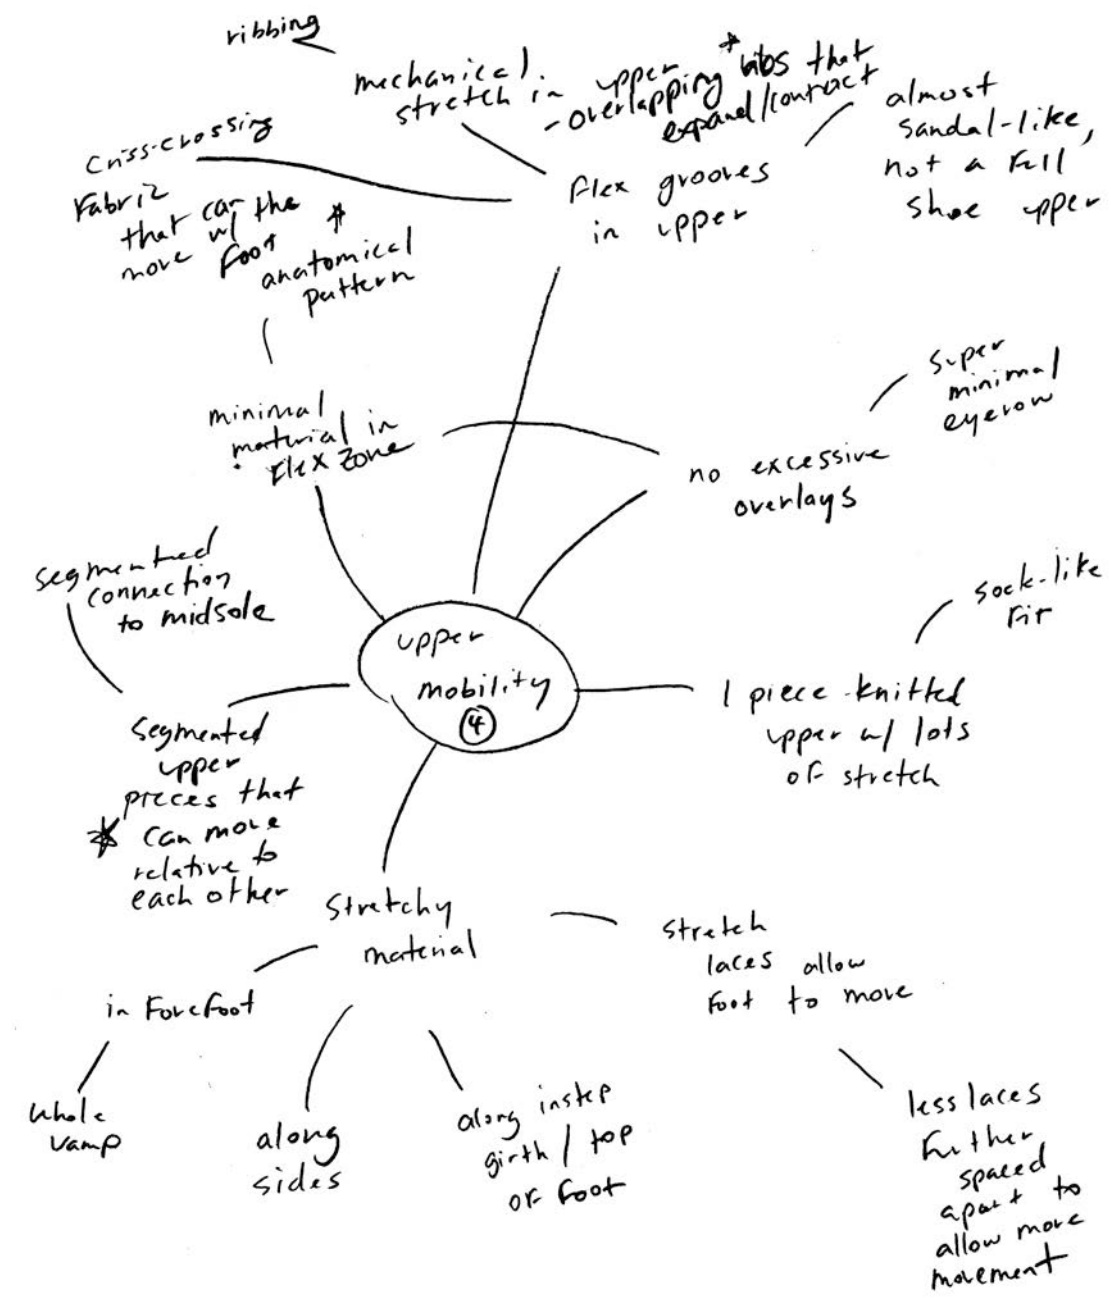 ribbing
mechanical
stretch in upper
- overlapping * ribs that
expand/contract
almost
sandal-like,
not a full
shoe upper
criss-crossing
Fabric
that can
move w/ the
foot
flex grooves
in upper
*
anatomical
pattern
minimal
material in
flex zone
super
minimal
eyerow
no excessive
overlays
segmented
connection
to midsole
sock-like
fit
upper
mobility
4
1 piece knitted
upper w/ lots
of stretch
segmented
upper
pieces that
* can move
relative to
each other
stretchy
material
stretch
laces allow
foot to move
in forefoot
whole
vamp
along
sides
along instep
girth / top
of foot
less laces
further
spaced
apart to
allow more
movement